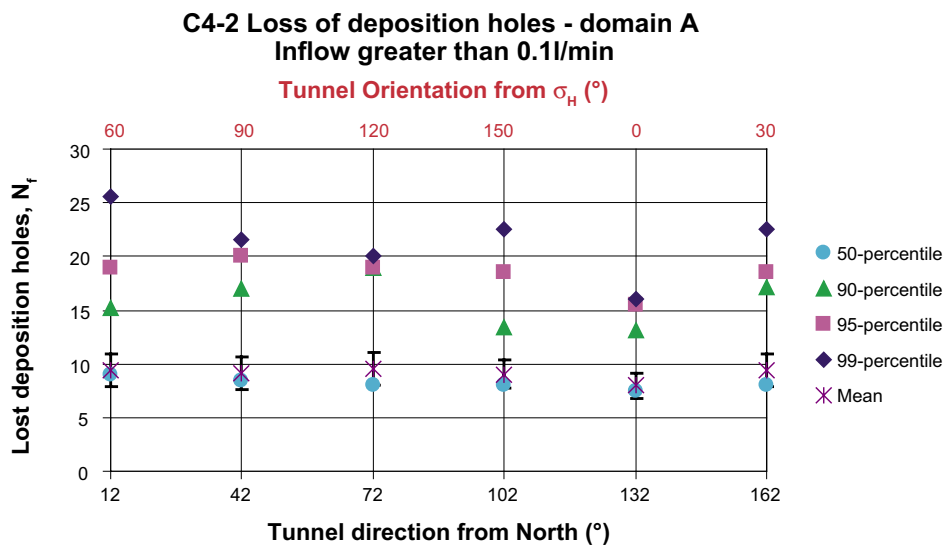 C4-2 Loss of deposition holes - domain A
Inflow greater than 0.1l/min
Tunnel Orientation from σH (°)
60 90 120 150 0 30
30
25
20
15
10
5
0
Lost deposition holes, Nf
12 42 72 102 132 162
Tunnel direction from North (°)
50-percentile
90-percentile
95-percentile
99-percentile
Mean